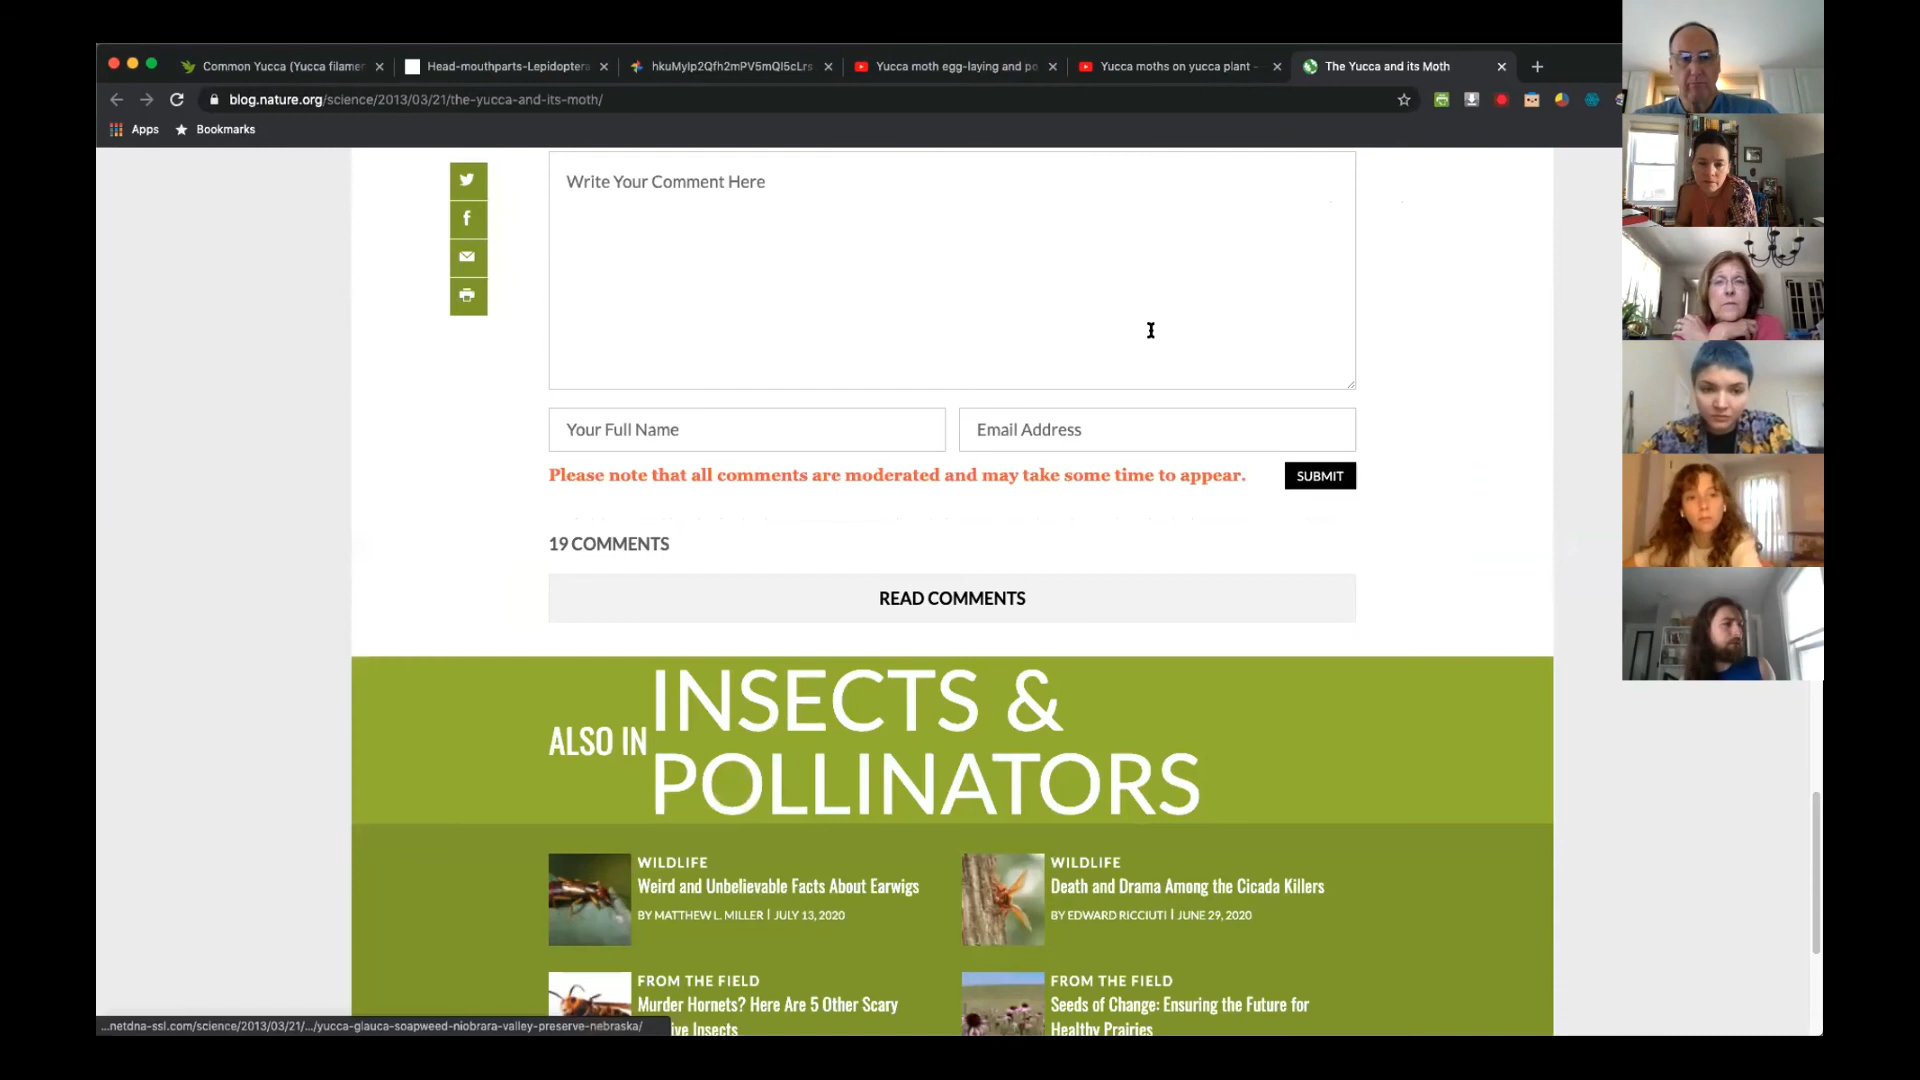 Common Yucca (Yucca filamen
Head-mouthparts-Lepidoptera
hkuMyIp2Qfh2mPV5mQI5cLrs
Yucca moth egg-laying and po
Yucca moths on yucca plant -
The Yucca and its Moth
blog.nature.org/science/2013/03/21/the-yucca-and-its-moth/
Apps
Bookmarks
Write Your Comment Here
Your Full Name
Email Address
Please note that all comments are moderated and may take some time to appear.
SUBMIT
19 COMMENTS
READ COMMENTS
ALSO IN
INSECTS &
POLLINATORS
WILDLIFE
Weird and Unbelievable Facts About Earwigs
BY MATTHEW L. MILLER | JULY 13, 2020
WILDLIFE
Death and Drama Among the Cicada Killers
BY EDWARD RICCIUTI | JUNE 29, 2020
FROM THE FIELD
Murder Hornets? Here Are 5 Other Scary
ive Insects
FROM THE FIELD
Seeds of Change: Ensuring the Future for
Healthy Prairies
...netdna-ssl.com/science/2013/03/21/.../yucca-glauca-soapweed-niobrara-valley-preserve-nebraska/